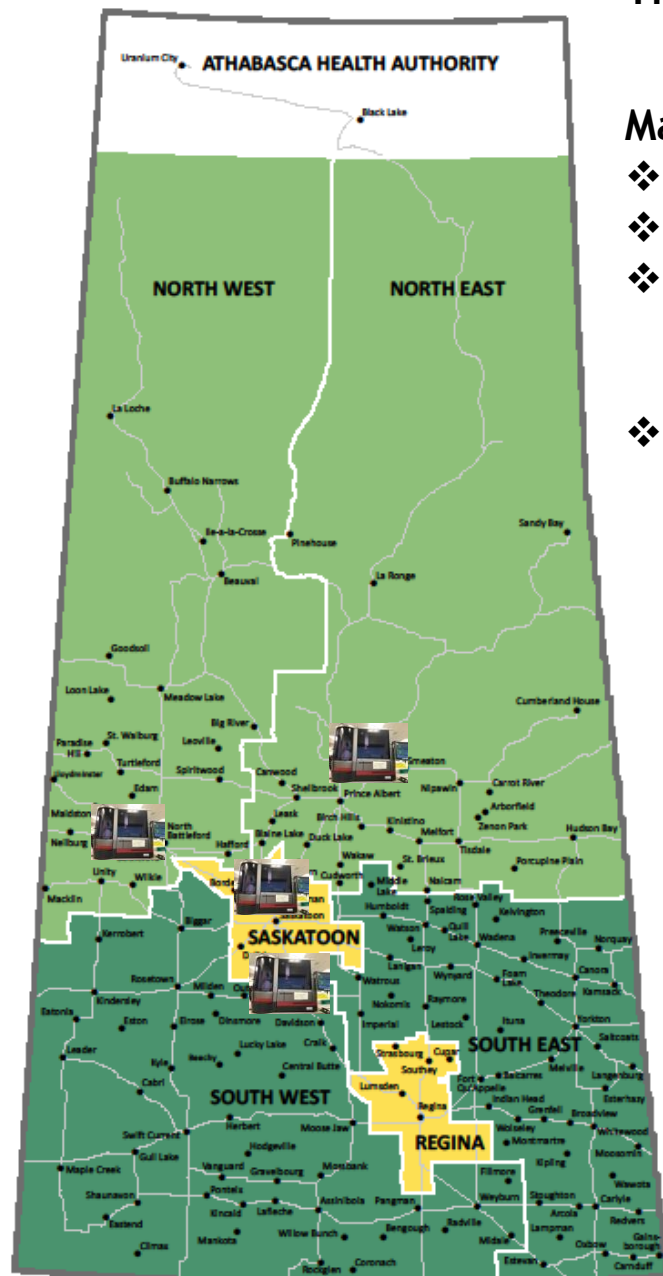 ATHABASCA HEALTH AUTHORITY
Uranium City
Black Lake
Ma
❖
❖
❖
❖
NORTH WEST
NORTH EAST
La Loche
Buffalo Narrows
Ile-a-la-Crosse
Pinehouse
Sandy Bay
Beauval
La Ronge
Goodsoil
Loon Lake
Meadow Lake
Cumberland House
Big River
St. Walburg
Paradise
Hill
Leoville
Turtleford
Spiritwood
Canwood
Smeaton
Nipawin
Carrot River
Lloydminster
Edam
Shellbrook
Prince Albert
Arborfield
Maidstone
Leask
Birch Hills
Kinistino
Zenon Park
Neilburg
North
Battleford
Hafford
Blaine Lake
Duck Lake
Melfort
Tisdale
Hudson Bay
Wakaw
St. Brieux
Porcupine Plain
Unity
Wilkie
Cudworth
Middle
Lake
Naicam
Macklin
Humboldt
Rose Valley
Spalding
Kelvington
Kerrobert
Biggar
SASKATOON
Watson
Quill
Lake
Leroy
Wadena
Preeceville
Norquay
Lanigan
Invermay
Canora
Rosetown
Milden
Watrous
Wynyard
Foam
Lake
Kamsack
Kindersley
Nokomis
Raymore
Theodore
Eatonia
Eston
Elrose
Dinsmore
Davidson
Imperial
Lestock
Ituna
Yorkton
Lucky Lake
Craik
Strasbourg
Cupar
SOUTH EAST
Saltcoats
Leader
Kyle
Beechy
Central Butte
Southey
Melville
Langenburg
Cabri
SOUTH WEST
Lumsden
Fort
Qu'Appelle
Balcarres
Esterhazy
Indian Head
Grenfell
Broadview
Regina
Herbert
Moose Jaw
Wolseley
Whitewood
Swift Current
REGINA
Montmartre
Moosomin
Gull Lake
Hodgeville
Kipling
Maple Creek
Vanguard
Gravelbourg
Mossbank
Fillmore
Wawota
Shaunavon
Ponteix
Kincaid
Lafleche
Assiniboia
Pangman
Weyburn
Stoughton
Carlyle
Arcola
Redvers
Eastend
Mankota
Willow Bunch
Bengough
Radville
Lampman
Climax
Midale
Gains-
borough
Rockglen
Coronach
Estevan
Oxbow
Carnduff